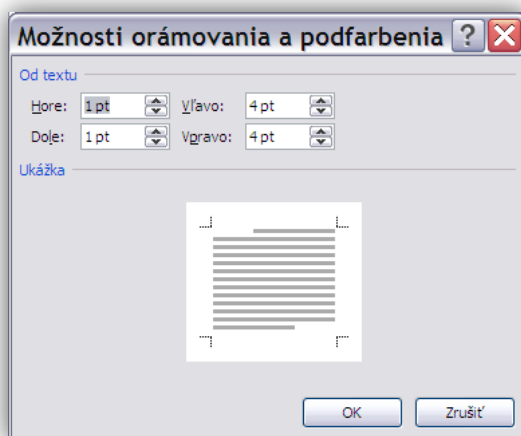 Možnosti orámovania a podfarbenia ?
Od textu
Hore: 1 pt Vľavo: 4 pt
Dole: 1 pt Vpravo: 4 pt
Ukážka
OK Zrušiť